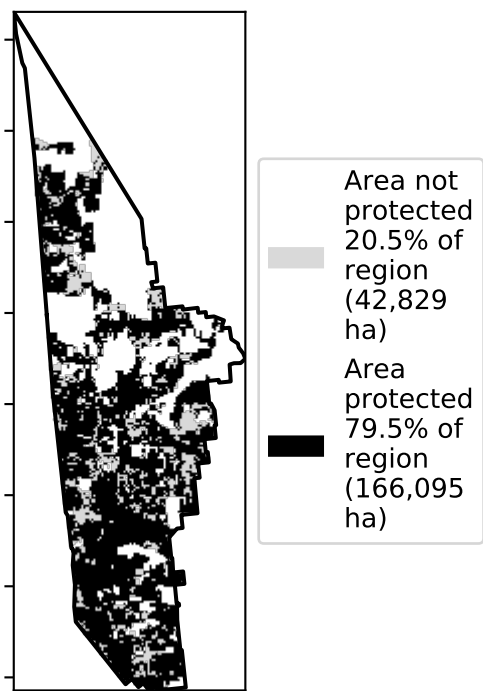 Area not
protected
20.5% of
region
(42,829
ha)
Area
protected
79.5% of
region
(166,095
ha)